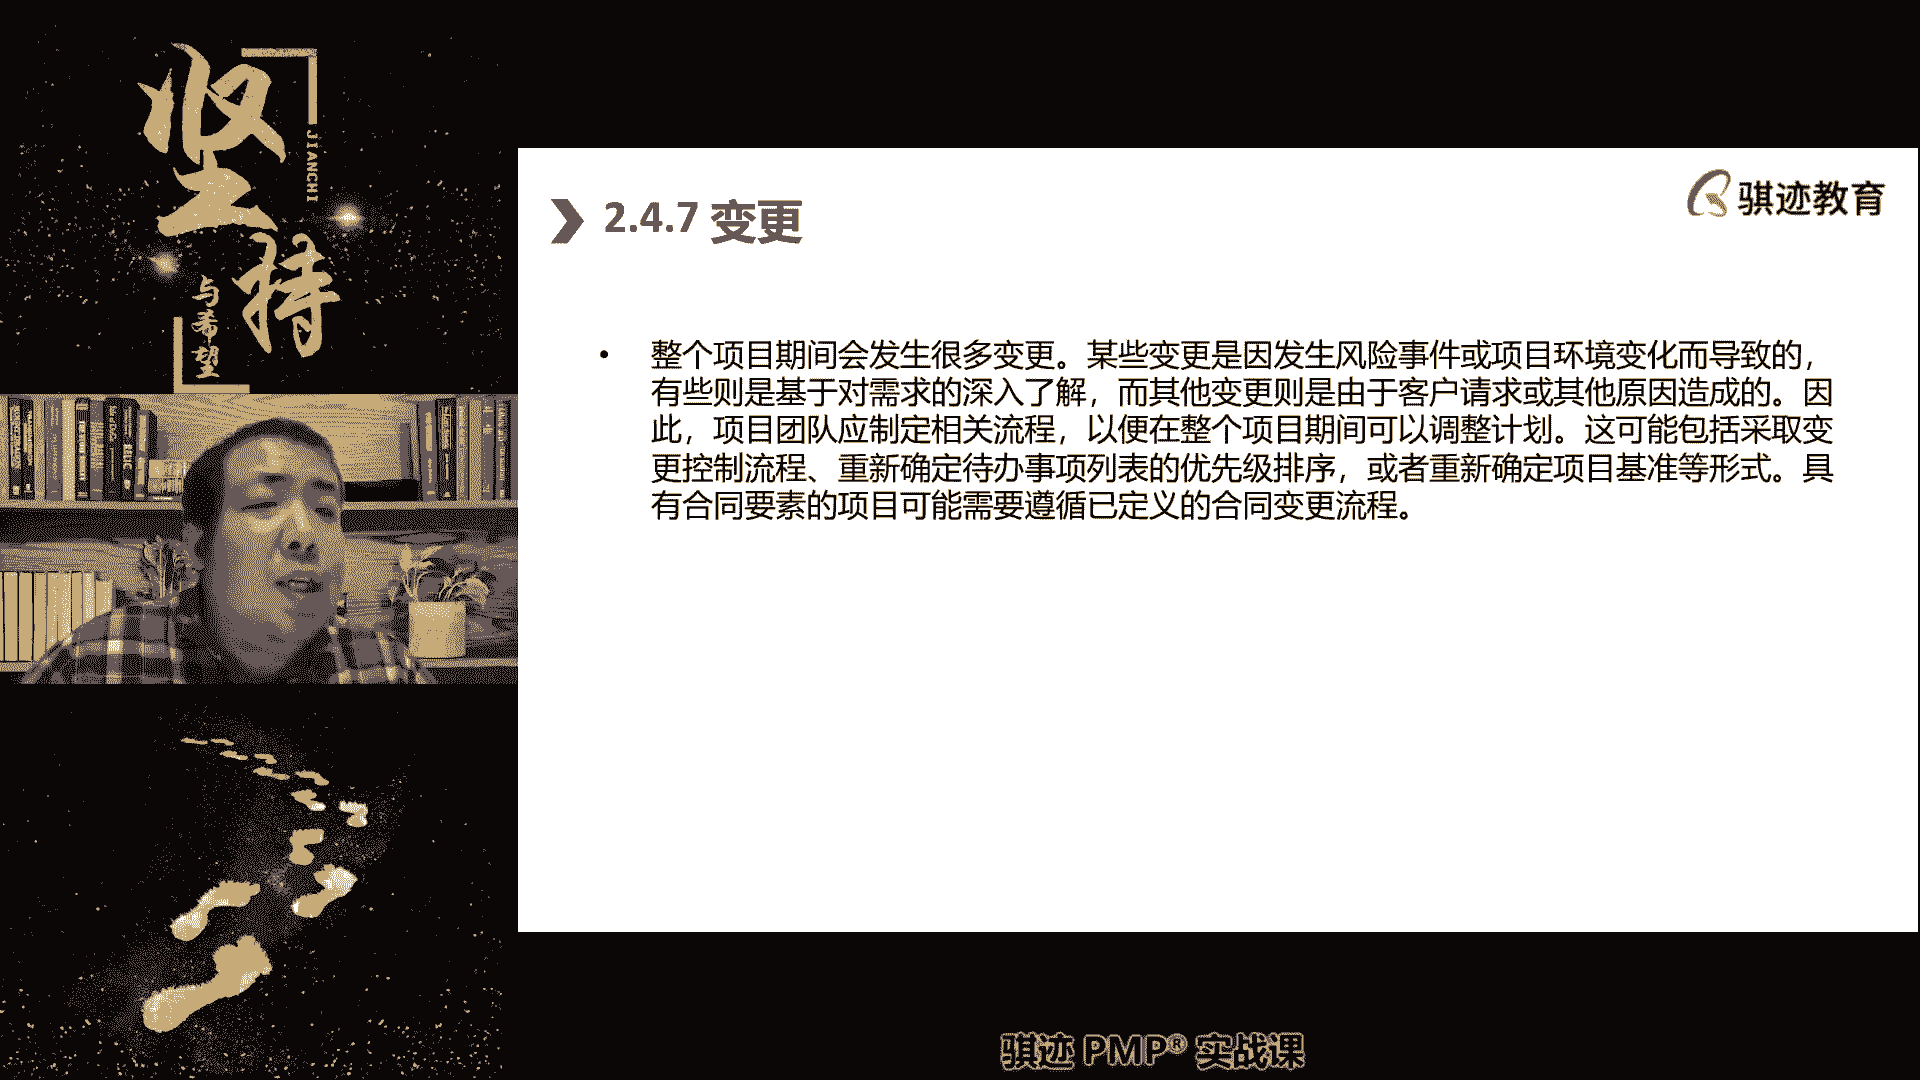 坚持
JIANCHI
与希望
骐迹教育
2.4.7 变更
• 整个项目期间会发生很多变更。某些变更是因发生风险事件或项目环境变化而导致的，
有些则是基于对需求的深入了解，而其他变更则是由于客户请求或其他原因造成的。因
此，项目团队应制定相关流程，以便在整个项目期间可以调整计划。这可能包括采取变
更控制流程、重新确定待办事项列表的优先级排序，或者重新确定项目基准等形式。具
有合同要素的项目可能需要遵循已定义的合同变更流程。
骐迹 PMP® 实战课